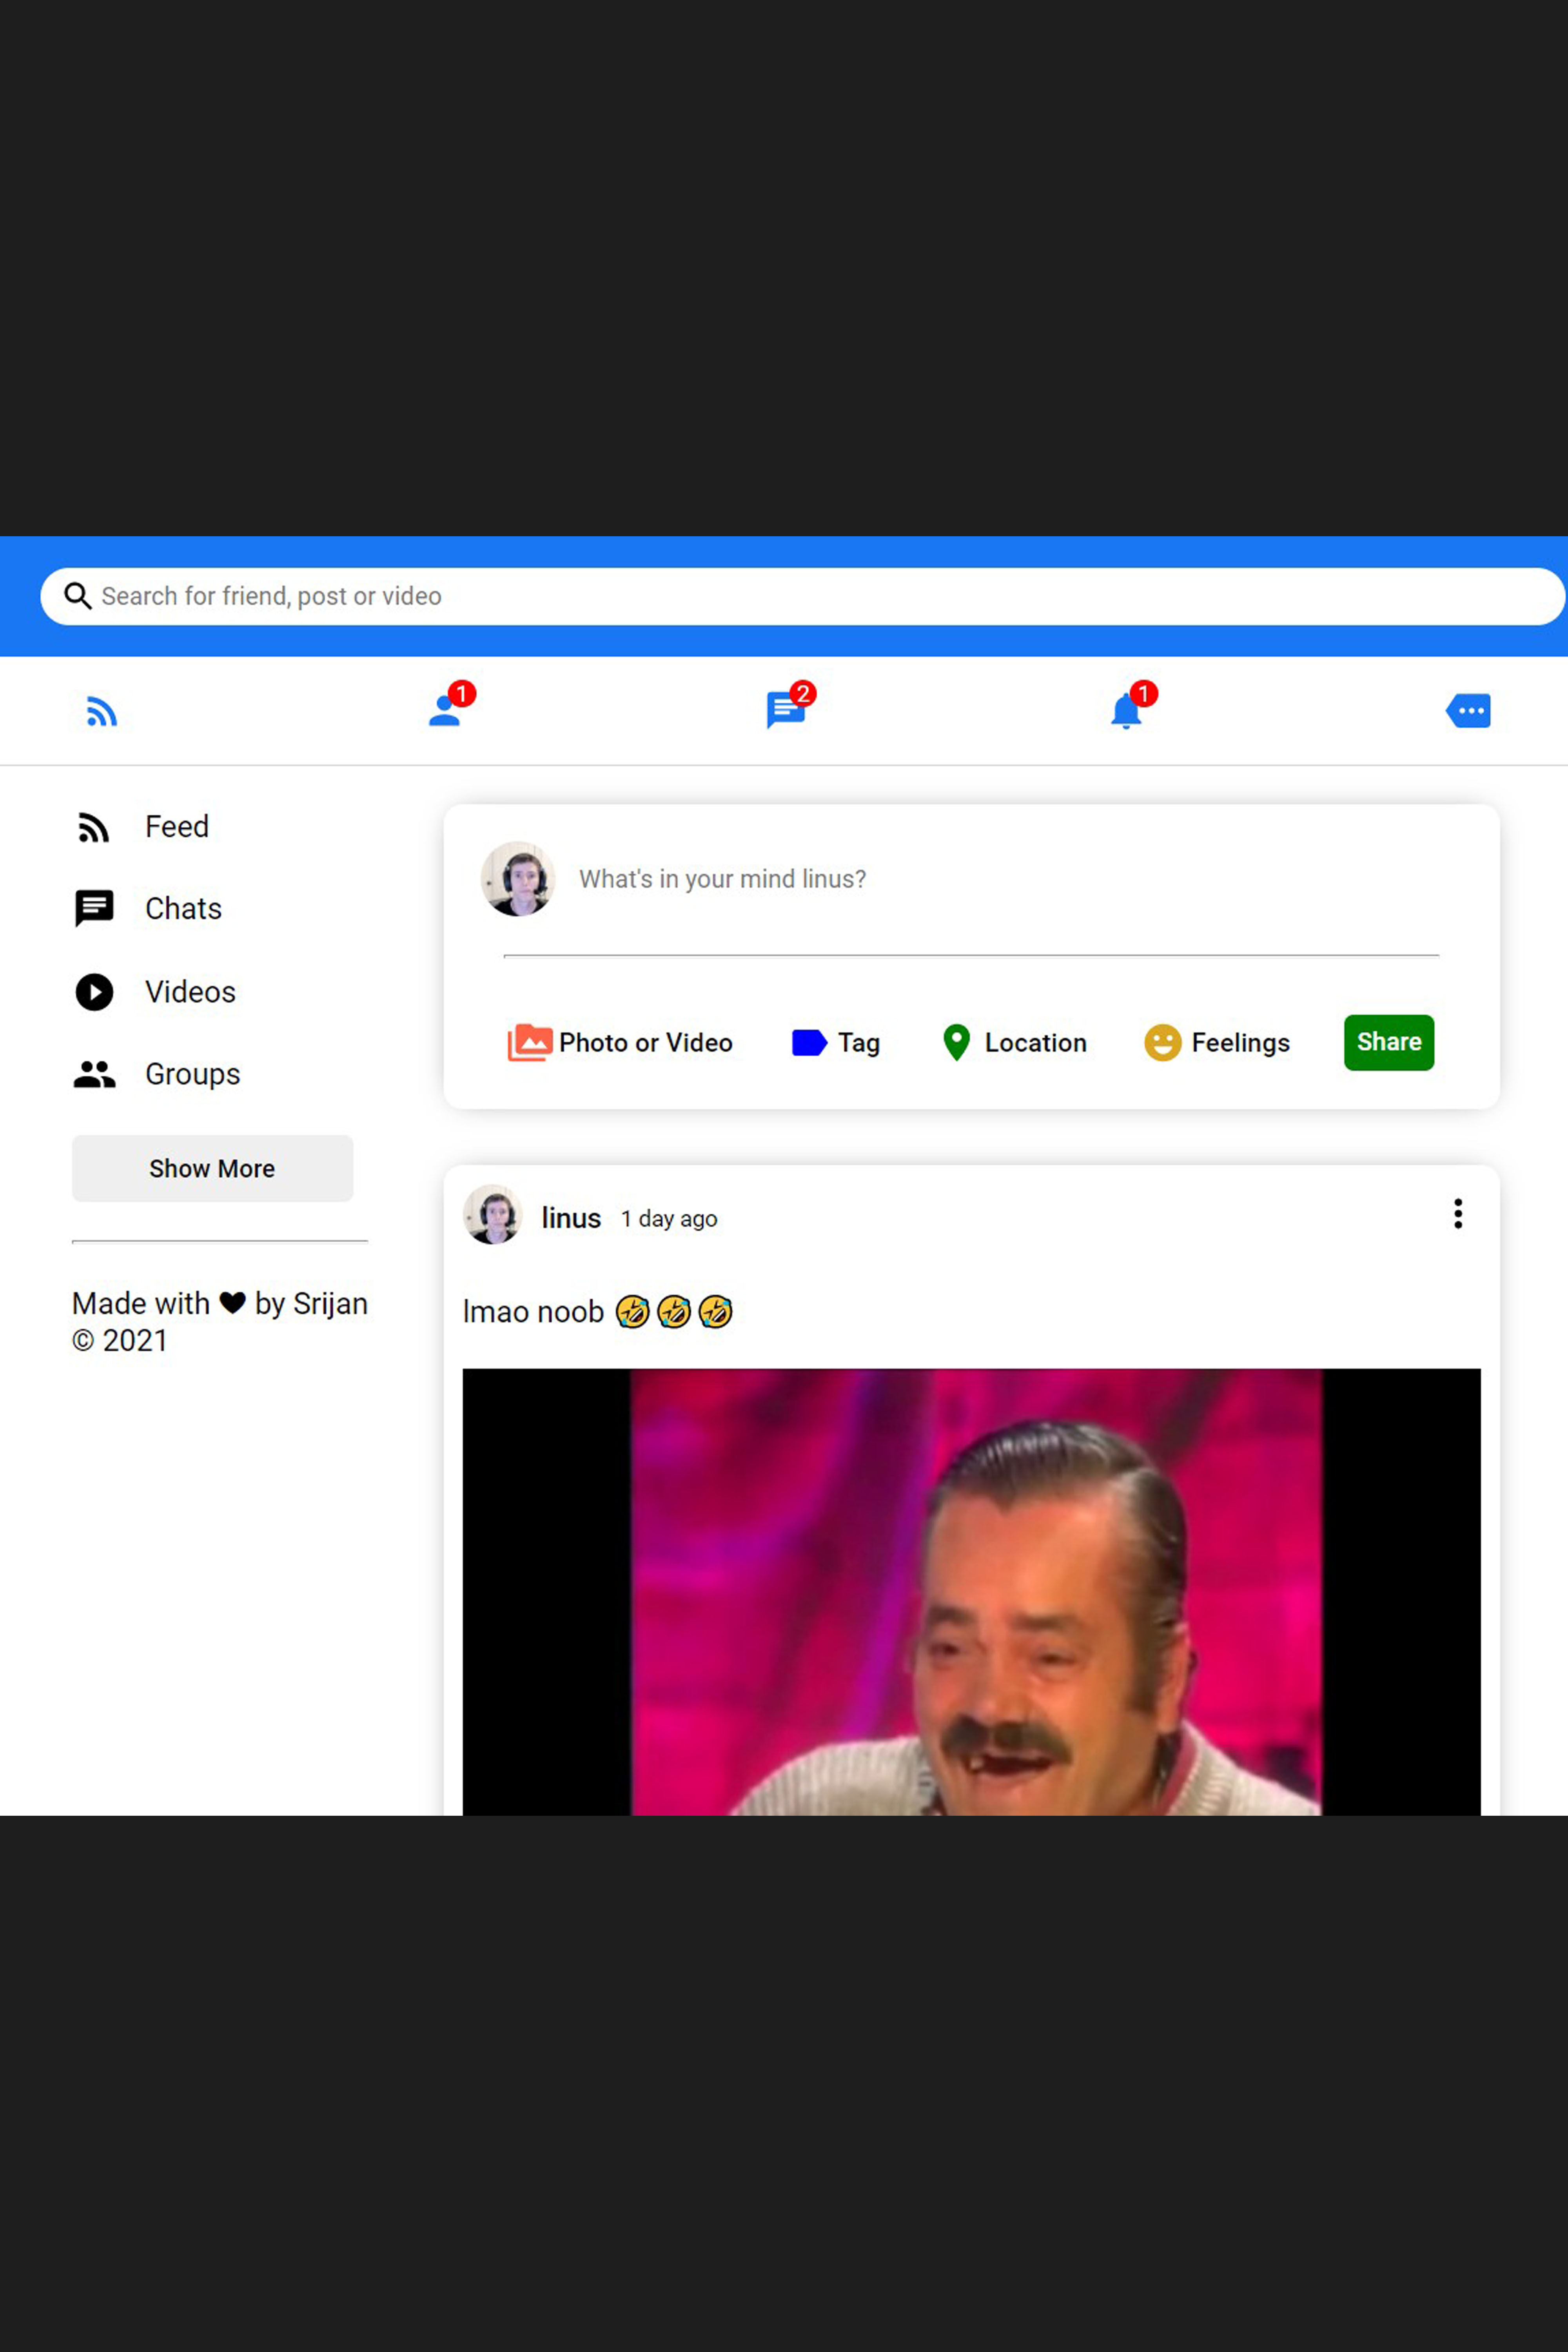 Search for friend, post or video
1
2
1
Feed
Chats
Videos
Groups
Show More
Made with 🖤 by Srijan
© 2021
What's in your mind linus?
Photo or Video
Tag
Location
Feelings
Share
linus 1 day ago
lmao noob 🤣🤣🤣